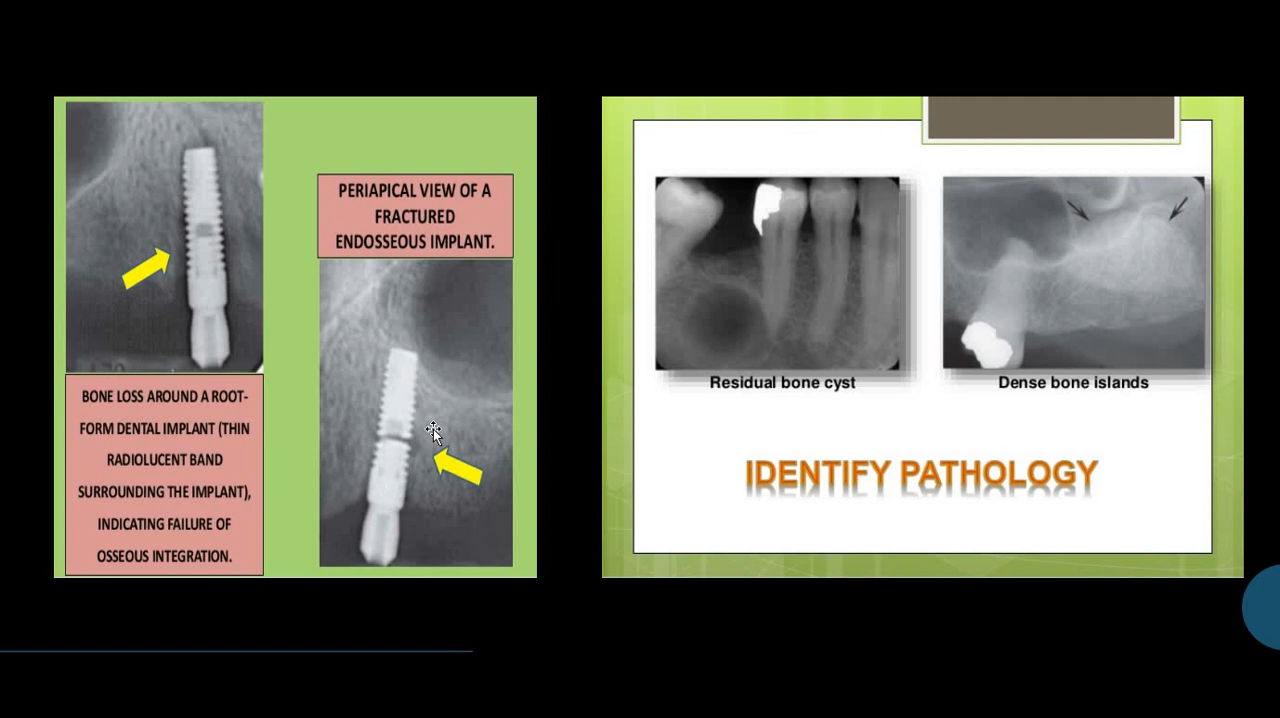 BONE LOSS AROUND A ROOT-
FORM DENTAL IMPLANT (THIN
RADIOLUCENT BAND
SURROUNDING THE IMPLANT),
INDICATING FAILURE OF
OSSEOUS INTEGRATION.
PERIAPICAL VIEW OF A
FRACTURED
ENDOSSEOUS IMPLANT.
Residual bone cyst
Dense bone islands
IDENTIFY PATHOLOGY